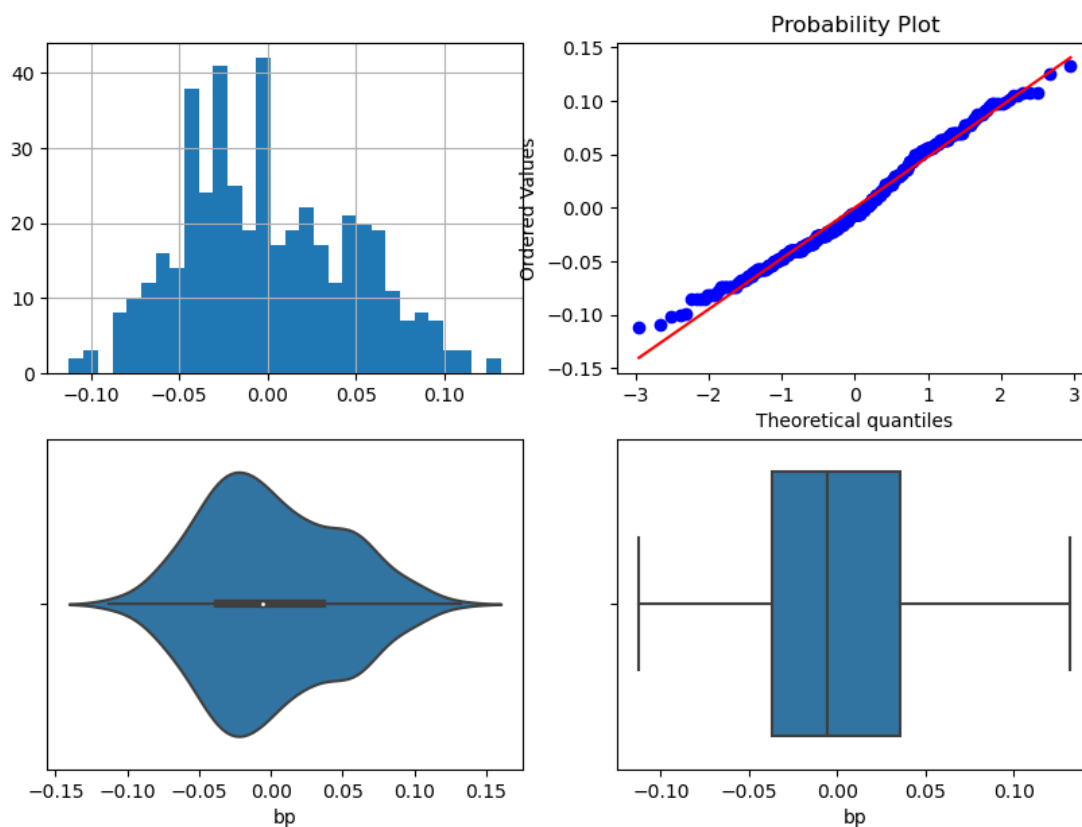 40
30
20
10
0
−0.10 −0.05 0.00 0.05 0.10
Probability Plot
0.15
0.10
0.05
0.00
−0.05
−0.10
−0.15
Ordered Values
−3 −2 −1 0 1 2 3
Theoretical quantiles
−0.15 −0.10 −0.05 0.00 0.05 0.10 0.15
bp
−0.10 −0.05 0.00 0.05 0.10
bp